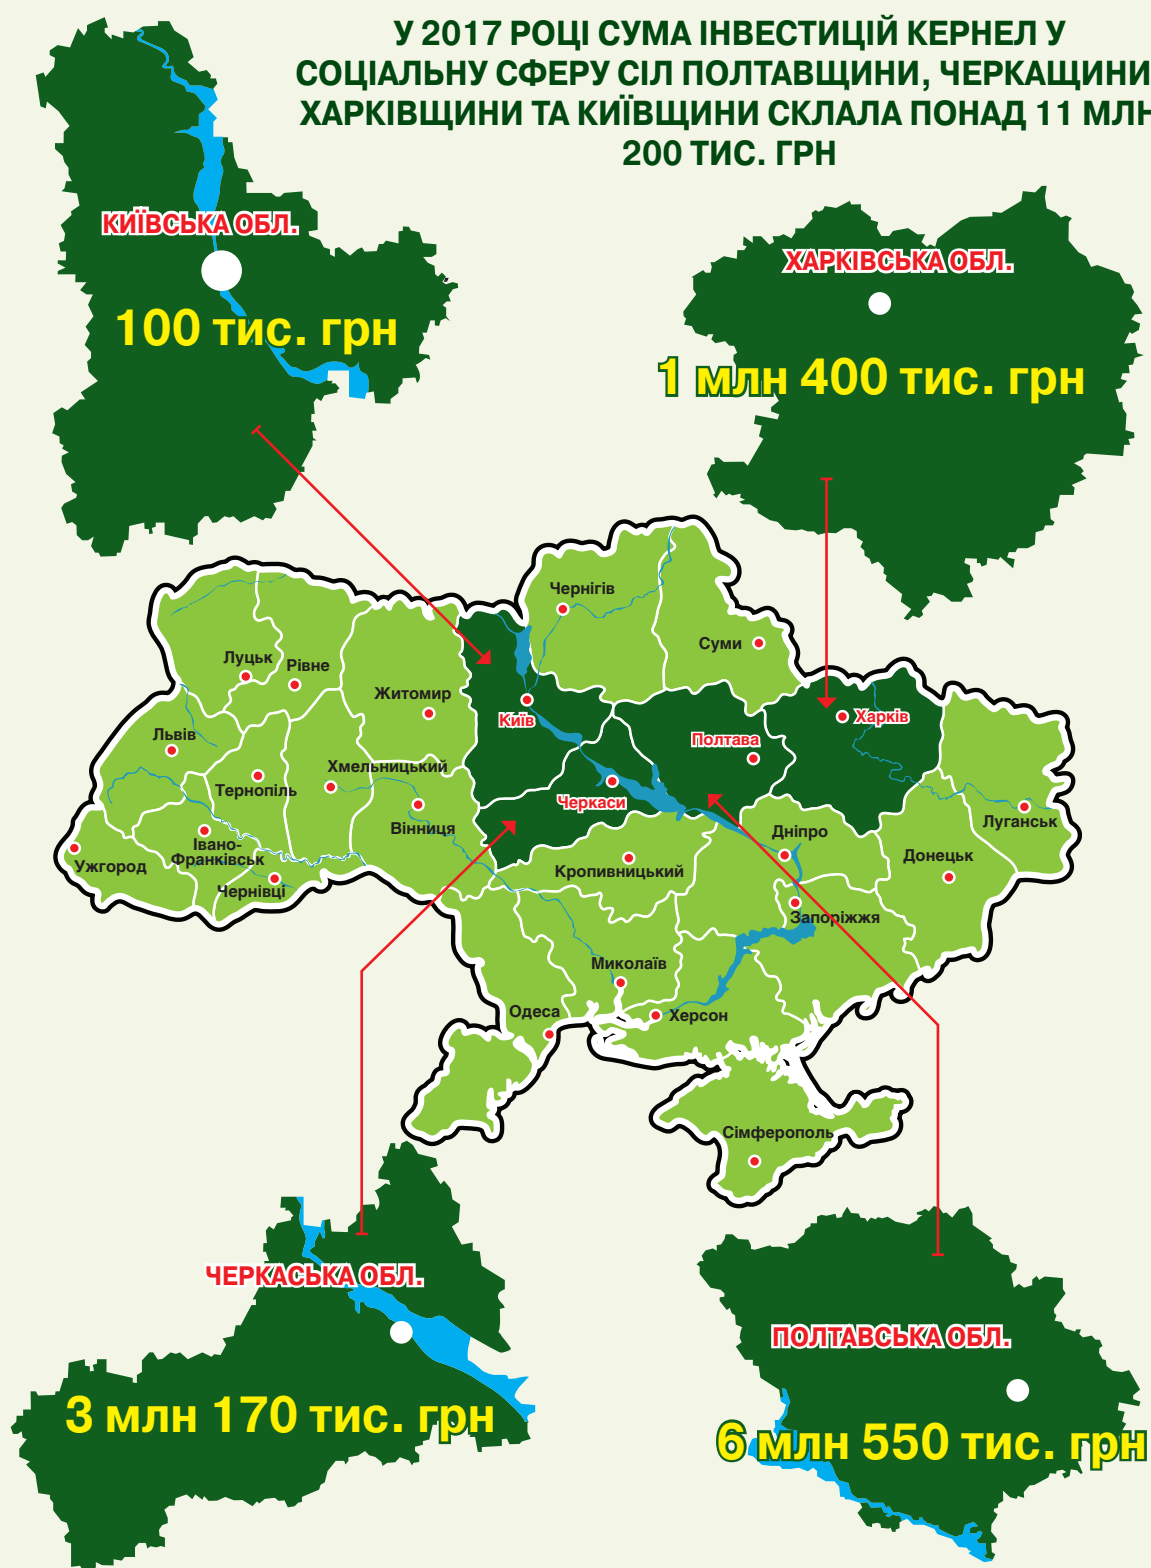 У 2017 РОЦІ СУМА ІНВЕСТИЦІЙ КЕРНЕЛ У
СОЦІАЛЬНУ СФЕРУ СІЛ ПОЛТАВЩИНИ, ЧЕРКАЩИНИ
ХАРКІВЩИНИ ТА КИЇВЩИНИ СКЛАЛА ПОНАД 11 МЛН
200 ТИС. ГРН
КИЇВСЬКА ОБЛ.
100 тис. грн
ХАРКІВСЬКА ОБЛ.
1 млн 400 тис. грн
Чернігів
Суми
Луцьк
Рівне
Житомир
Київ
Харків
Полтава
Львів
Хмельницький
Тернопіль
Черкаси
Вінниця
Луганськ
Дніпро
Івано-
Франківськ
Донецьк
Ужгород
Кропивницький
Чернівці
Запоріжжя
Миколаїв
Одеса
Херсон
Сімферополь
ЧЕРКАСЬКА ОБЛ.
3 млн 170 тис. грн
ПОЛТАВСЬКА ОБЛ.
6 млн 550 тис. грн